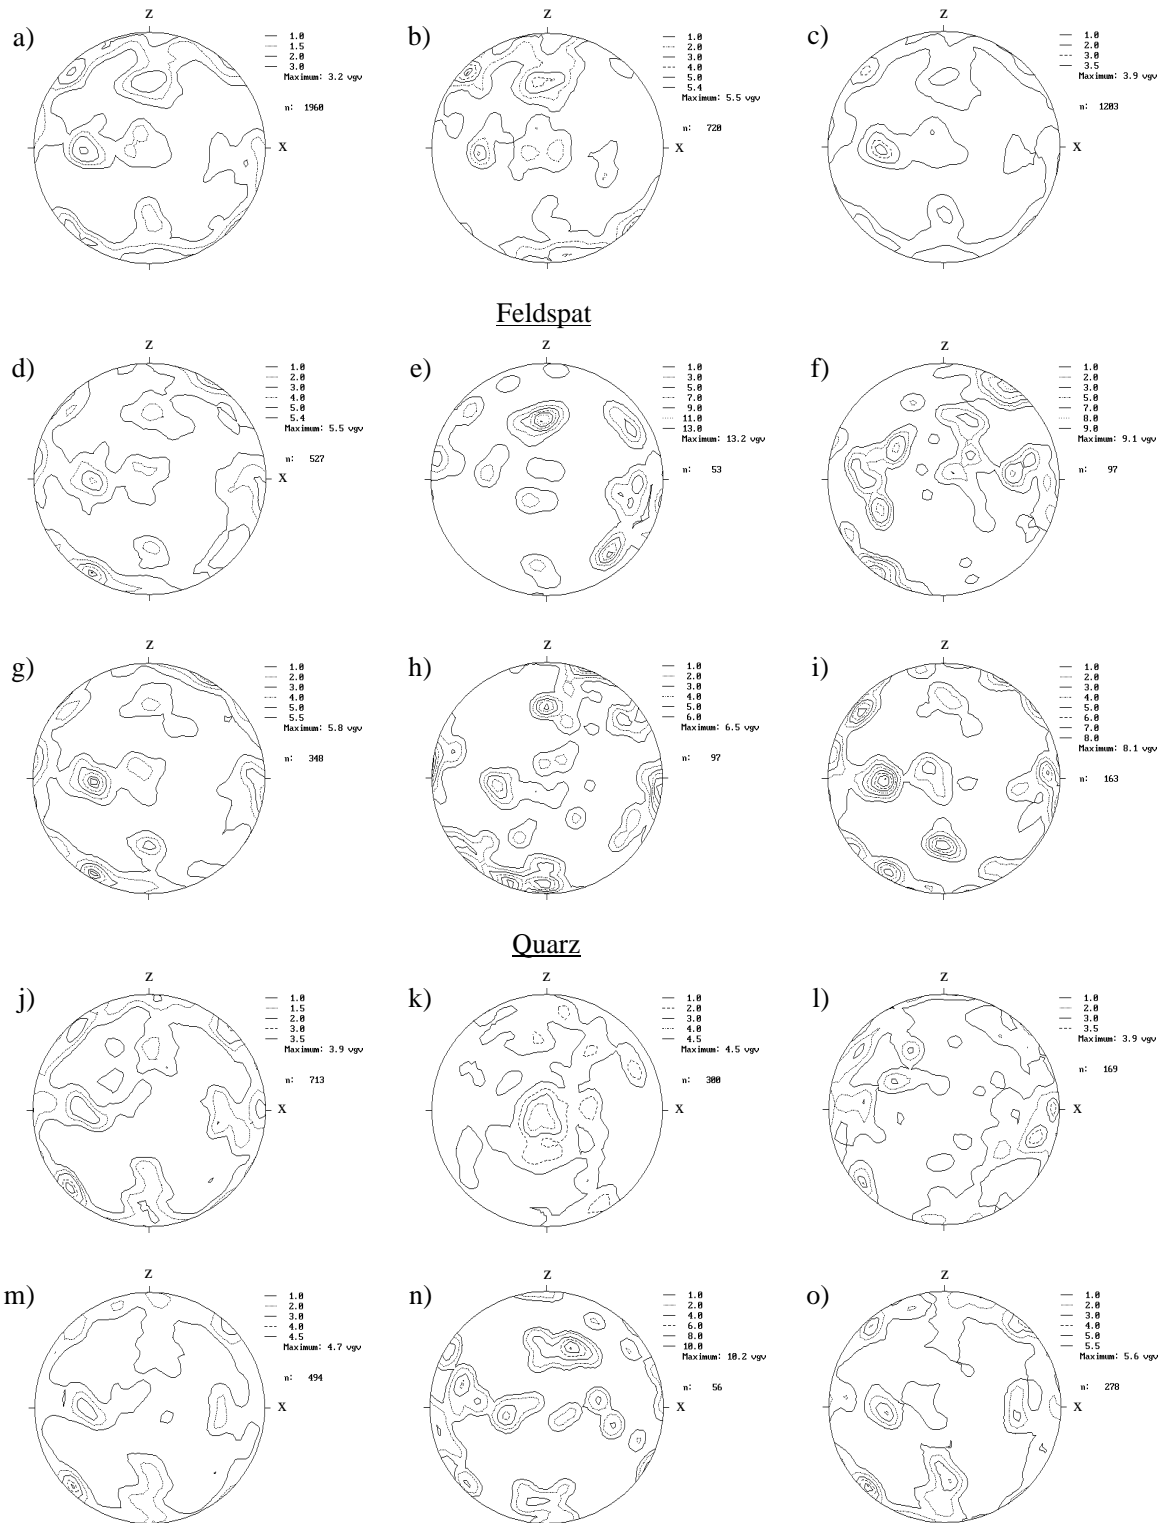 a)
z
1.0
1.5
2.0
3.0
Maximum: 3.2 vgv
n: 1960
x
b)
z
1.0
2.0
3.0
4.0
5.0
5.4
Maximum: 5.5 vgv
n: 720
x
c)
z
1.0
2.0
3.0
3.5
Maximum: 3.9 vgv
n: 1203
x
Feldspat
d)
z
1.0
2.0
3.0
4.0
5.0
5.4
Maximum: 5.5 vgv
n: 527
x
e)
z
1.0
3.0
5.0
7.0
9.0
11.0
13.0
Maximum: 13.2 vgv
n: 53
f)
z
1.0
2.0
3.0
5.0
7.0
8.0
9.0
Maximum: 9.1 vgv
n: 97
g)
z
1.0
2.0
3.0
4.0
5.0
5.5
Maximum: 5.8 vgv
n: 348
h)
z
1.0
2.0
3.0
4.0
5.0
6.0
Maximum: 6.5 vgv
n: 97
i)
z
1.0
2.0
3.0
4.0
5.0
6.0
7.0
8.0
Maximum: 8.1 vgv
n: 163
Quarz
j)
z
1.0
1.5
2.0
3.0
3.5
Maximum: 3.9 vgv
n: 713
x
k)
z
1.0
2.0
3.0
4.0
4.5
Maximum: 4.5 vgv
n: 300
x
l)
z
1.0
2.0
3.0
3.5
Maximum: 3.9 vgv
n: 169
x
m)
z
1.0
2.0
3.0
4.0
4.5
Maximum: 4.7 vgv
n: 494
x
n)
z
1.0
2.0
4.0
6.0
8.0
10.0
Maximum: 10.2 vgv
n: 56
x
o)
z
1.0
2.0
3.0
4.0
5.0
5.5
Maximum: 5.6 vgv
n: 278
x